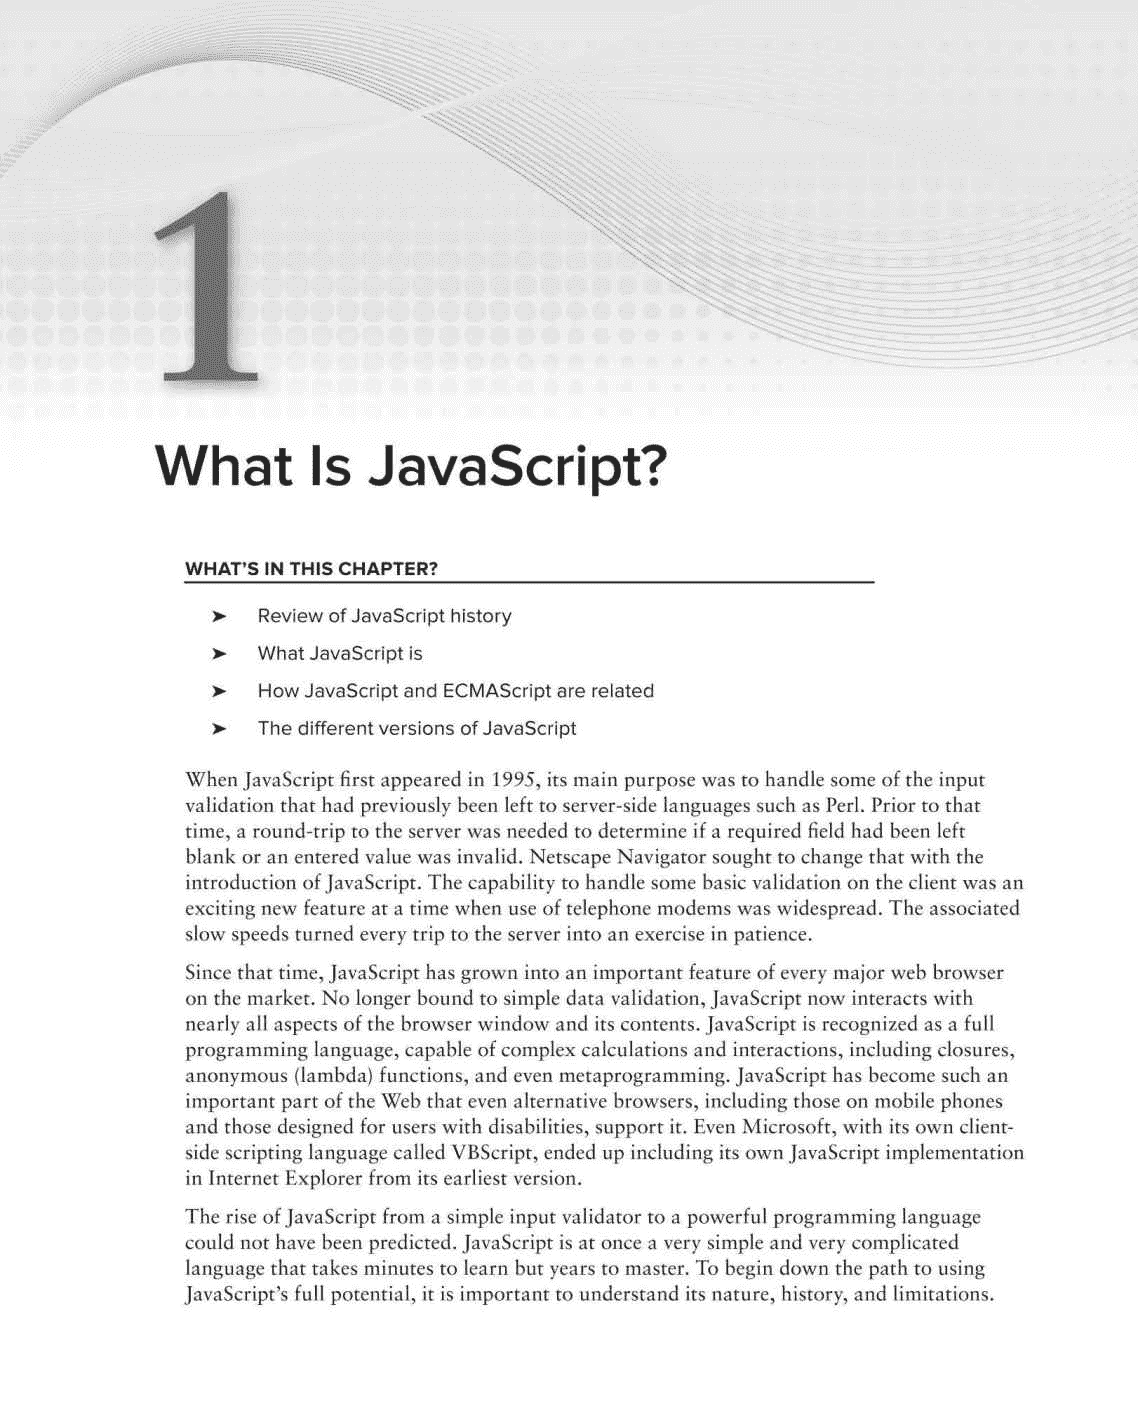 1
What Is JavaScript?
WHAT'S IN THIS CHAPTER?
➤ Review of JavaScript history
➤ What JavaScript is
➤ How JavaScript and ECMAScript are related
➤ The different versions of JavaScript
When JavaScript first appeared in 1995, its main purpose was to handle some of the input
validation that had previously been left to server-side languages such as Perl. Prior to that
time, a round-trip to the server was needed to determine if a required field had been left
blank or an entered value was invalid. Netscape Navigator sought to change that with the
introduction of JavaScript. The capability to handle some basic validation on the client was an
exciting new feature at a time when use of telephone modems was widespread. The associated
slow speeds turned every trip to the server into an exercise in patience.
Since that time, JavaScript has grown into an important feature of every major web browser
on the market. No longer bound to simple data validation, JavaScript now interacts with
nearly all aspects of the browser window and its contents. JavaScript is recognized as a full
programming language, capable of complex calculations and interactions, including closures,
anonymous (lambda) functions, and even metaprogramming. JavaScript has become such an
important part of the Web that even alternative browsers, including those on mobile phones
and those designed for users with disabilities, support it. Even Microsoft, with its own client-
side scripting language called VBScript, ended up including its own JavaScript implementation
in Internet Explorer from its earliest version.
The rise of JavaScript from a simple input validator to a powerful programming language
could not have been predicted. JavaScript is at once a very simple and very complicated
language that takes minutes to learn but years to master. To begin down the path to using
JavaScript's full potential, it is important to understand its nature, history, and limitations.